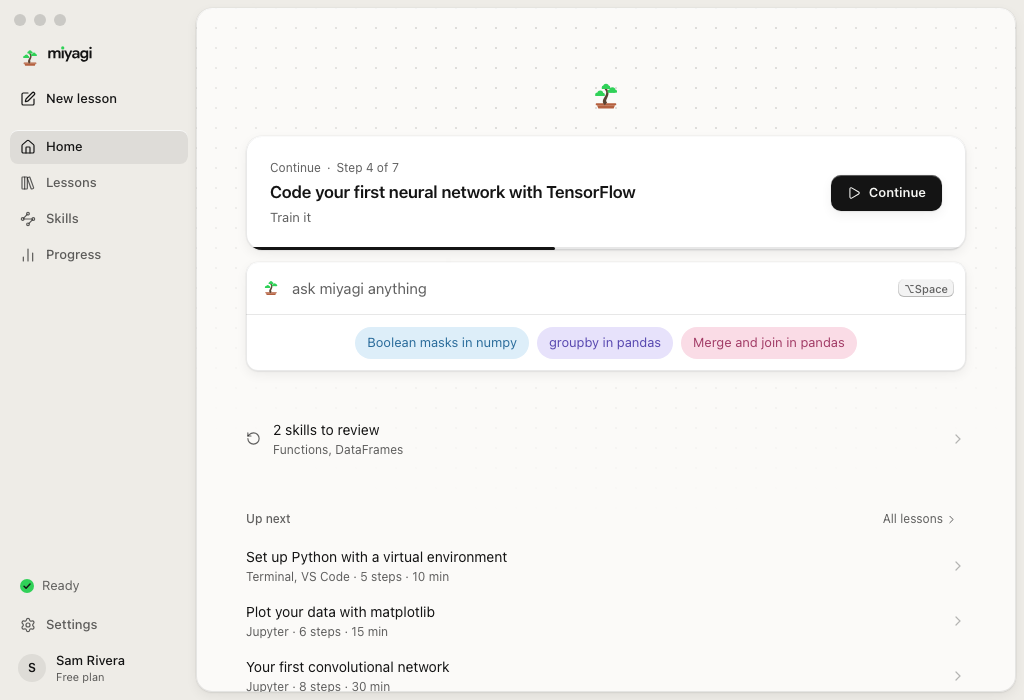 miyagi
New lesson
Home
Lessons
Skills
Progress
Ready
Settings
S
Sam Rivera
Free plan
Continue · Step 4 of 7
Code your first neural network with TensorFlow
Train it
Continue
ask miyagi anything
⌥Space
Boolean masks in numpy
groupby in pandas
Merge and join in pandas
2 skills to review
Functions, DataFrames
Up next
All lessons
Set up Python with a virtual environment
Terminal, VS Code · 5 steps · 10 min
Plot your data with matplotlib
Jupyter · 6 steps · 15 min
Your first convolutional network
Jupyter · 8 steps · 30 min